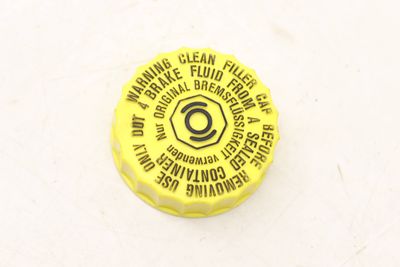 WARNING CLEAN FILLER CAP BEFORE REMOVING USE ONLY DOT 4 BRAKE FLUID FROM A SEALED CONTAINER
Nur ORIGINAL BREMSFLÜSSIGKEIT verwenden